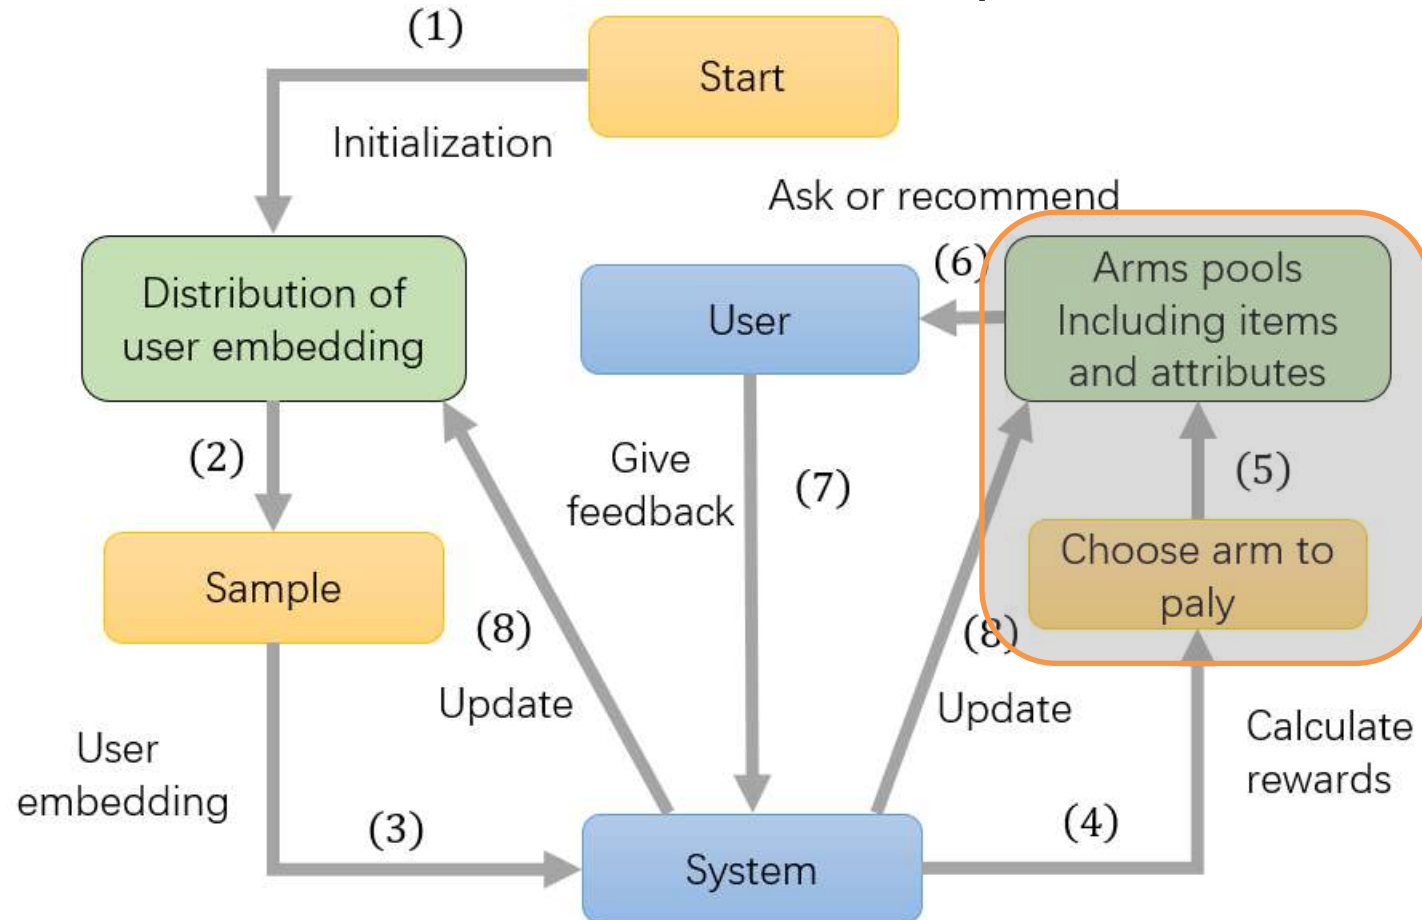 (1)
Start
Initialization
Ask or recommend
Distribution of
user embedding
User
(6)
Arms pools
Including items
and attributes
(2)
Give
feedback
(7)
(5)
Sample
Choose arm to
paly
(8)
Update
(8)
Update
User
embedding
(3)
System
(4)
Calculate
rewards